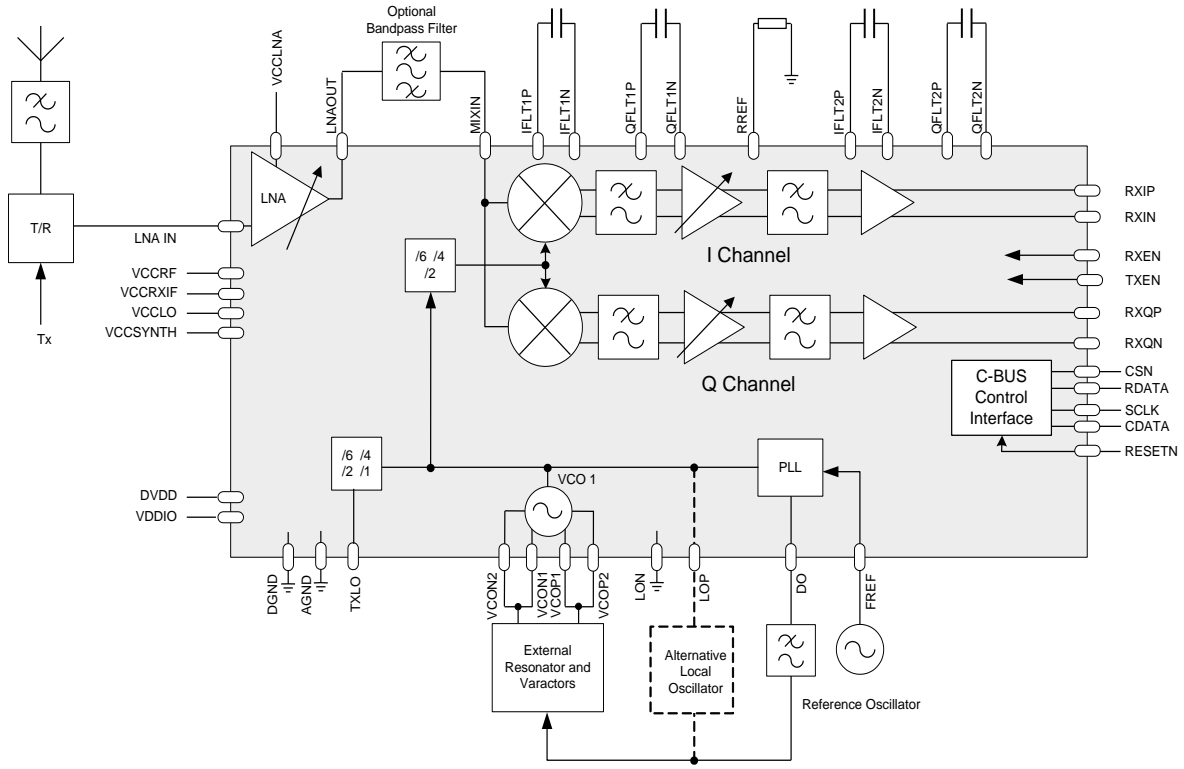 Optional
Bandpass Filter
VCCLNA
LNAOUT
MIXIN
IFLT1P
IFLT1N
QFLT1P
QFLT1N
RREF
IFLT2P
IFLT2N
QFLT2P
QFLT2N
LNA
T/R
LNA IN
Tx
VCCRF
VCCRXIF
VCCLO
VCCSYNTH
/6 /4
/2
I Channel
Q Channel
RXIP
RXIN
RXEN
TXEN
RXQP
RXQN
C-BUS
Control
Interface
CSN
RDATA
SCLK
CDATA
RESETN
/6 /4
/2 /1
VCO 1
PLL
DVDD
VDDIO
DGND
AGND
TXLO
VCON2
VCON1
VCOP1
VCOP2
LON
LOP
DO
FREF
External
Resonator and
Varactors
Alternative
Local
Oscillator
Reference Oscillator